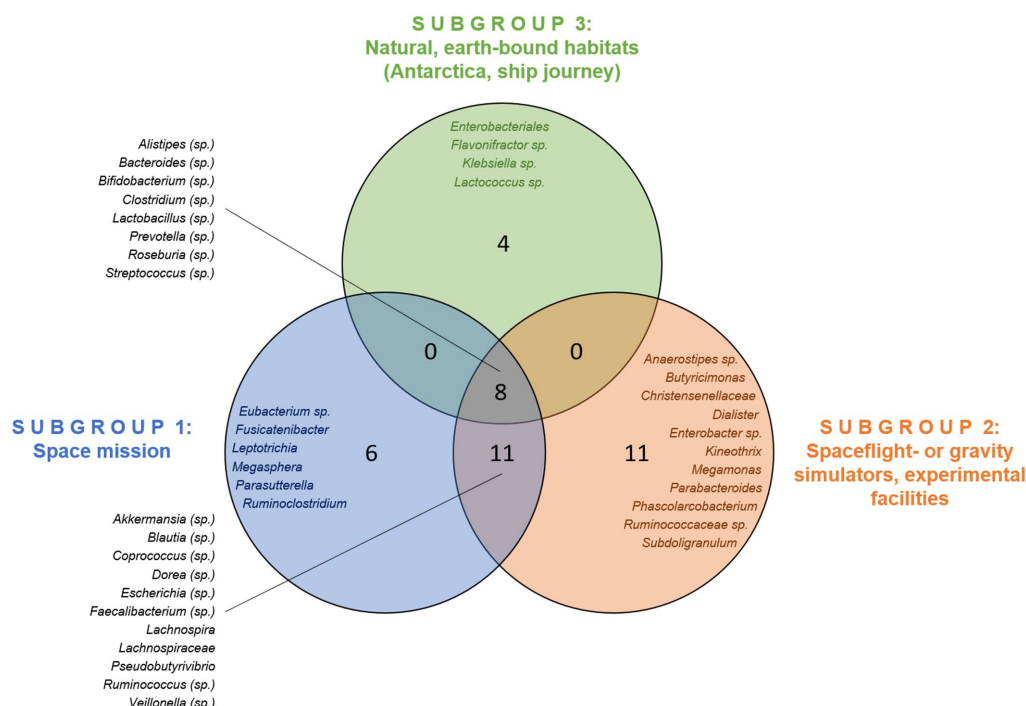 S U B G R O U P 3:
Natural, earth-bound habitats
(Antarctica, ship journey)
Alistipes (sp.)
Bacteroides (sp.)
Bifidobacterium (sp.)
Clostridium (sp.)
Lactobacillus (sp.)
Prevotella (sp.)
Roseburia (sp.)
Streptococcus (sp.)
Enterobacteriales
Flavonifractor sp.
Klebsiella sp.
Lactococcus sp.
4
0
0
8
S U B G R O U P 1:
Space mission
Eubacterium sp.
Fusicatenibacter
Leptotrichia
Megasphera
Parasutterella
Ruminoclostridium
6
11
11
Anaerostipes sp.
Butyricimonas
Christensenellaceae
Dialister
Enterobacter sp.
Kineothrix
Megamonas
Parabacteroides
Phascolarcobacterium
Ruminococcaceae sp.
Subdoligranulum
S U B G R O U P 2:
Spaceflight- or gravity
simulators, experimental
facilities
Akkermansia (sp.)
Blautia (sp.)
Coprococcus (sp.)
Dorea (sp.)
Escherichia (sp.)
Faecalibacterium (sp.)
Lachnospira
Lachnospiraceae
Pseudobutyrivibrio
Ruminococcus (sp.)
Veillonella (sp.)